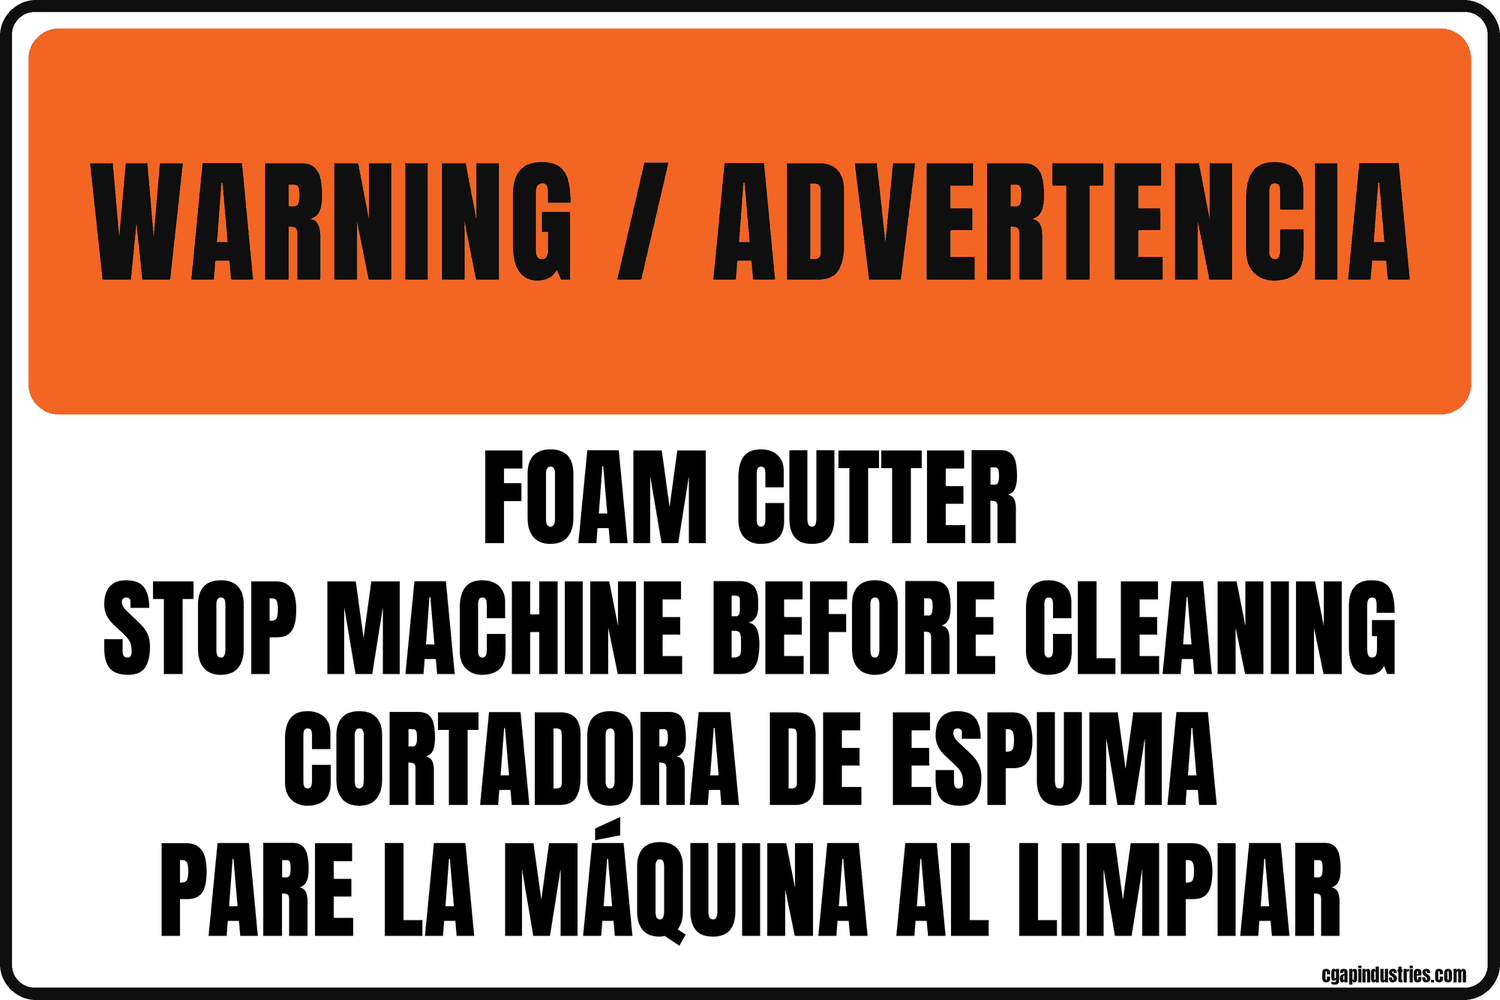 WARNING / ADVERTENCIA
FOAM CUTTER
STOP MACHINE BEFORE CLEANING
CORTADORA DE ESPUMA
PARE LA MÁQUINA AL LIMPIAR
cgapindustries.com